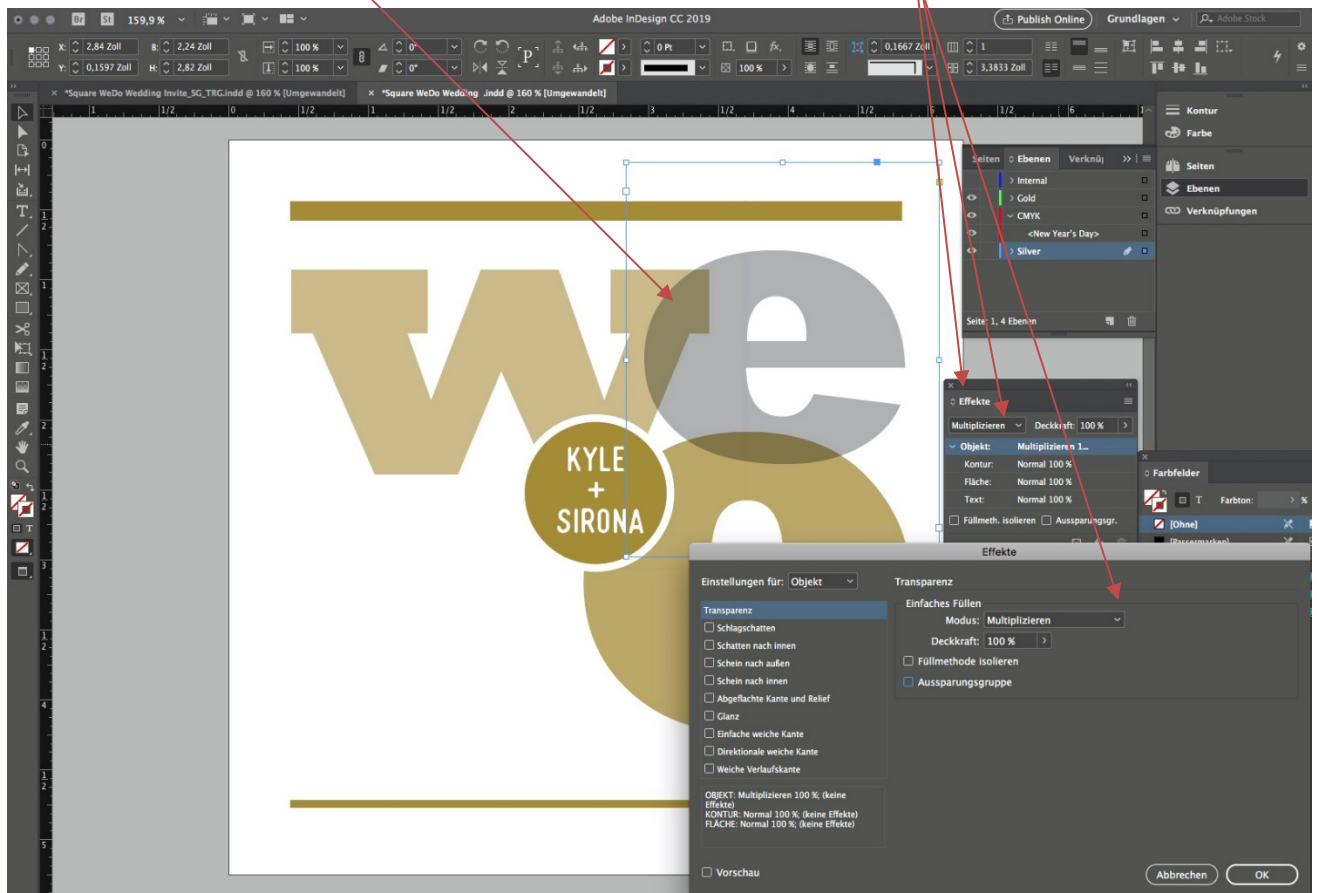 Br St 159,9 % Adobe InDesign CC 2019 Publish Online Grundlagen Adobe Stock
X: 2,84 Zoll B: 2,24 Zoll 100 % 0° 0 Pt 0,1667 Zoll 1
Y: 0,1597 Zoll H: 2,82 Zoll 100 % 0° 100 % 3,3833 Zoll
× *Square WeDo Wedding Invite_SG_TRG.indd @ 160 % [Umgewandelt] × *Square WeDo Wedding .indd @ 160 % [Umgewandelt]
Kontur
Farbe
Seiten
Ebenen
Verknüpfungen
Seiten Ebenen Verknüp
Internal
Gold
CMYK
<New Year's Day>
Silver
Seite: 1, 4 Ebenen
we
KYLE
+
SIRONA
Effekte
Multiplizieren Deckkraft: 100 %
Objekt: Multiplizieren 1...
Kontur: Normal 100 %
Fläche: Normal 100 %
Text: Normal 100 %
Füllmeth. isolieren Aussparungsgr.
Farbfelder
T Farbton: %
[Ohne]
[Passermarken]
Effekte
Einstellungen für: Objekt
Transparenz
Schlagschatten
Schatten nach innen
Schein nach außen
Schein nach innen
Abgeflachte Kante und Relief
Glanz
Einfache weiche Kante
Direktionale weiche Kante
Weiche Verlaufskante
OBJEKT: Multiplizieren 100 %; (keine
Effekte)
KONTUR: Normal 100 %; (keine Effekte)
FLÄCHE: Normal 100 %; (keine Effekte)
Vorschau
Transparenz
Einfaches Füllen
Modus: Multiplizieren
Deckkraft: 100 %
Füllmethode isolieren
Aussparungsgruppe
Abbrechen OK